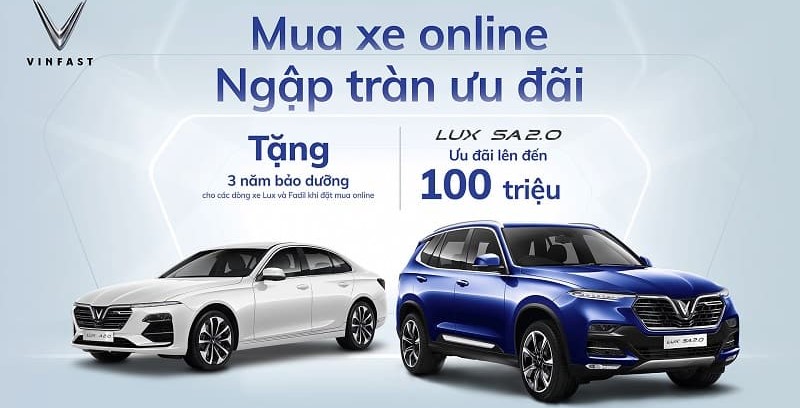 VINFAST
Mua xe online
Ngập tràn ưu đãi
Tặng
3 năm bảo dưỡng
cho các dòng xe Lux và Fadil khi đặt mua online
LUX SA2.0
Ưu đãi lên đến
100 triệu
LUX A2.0
LUX SA2.0